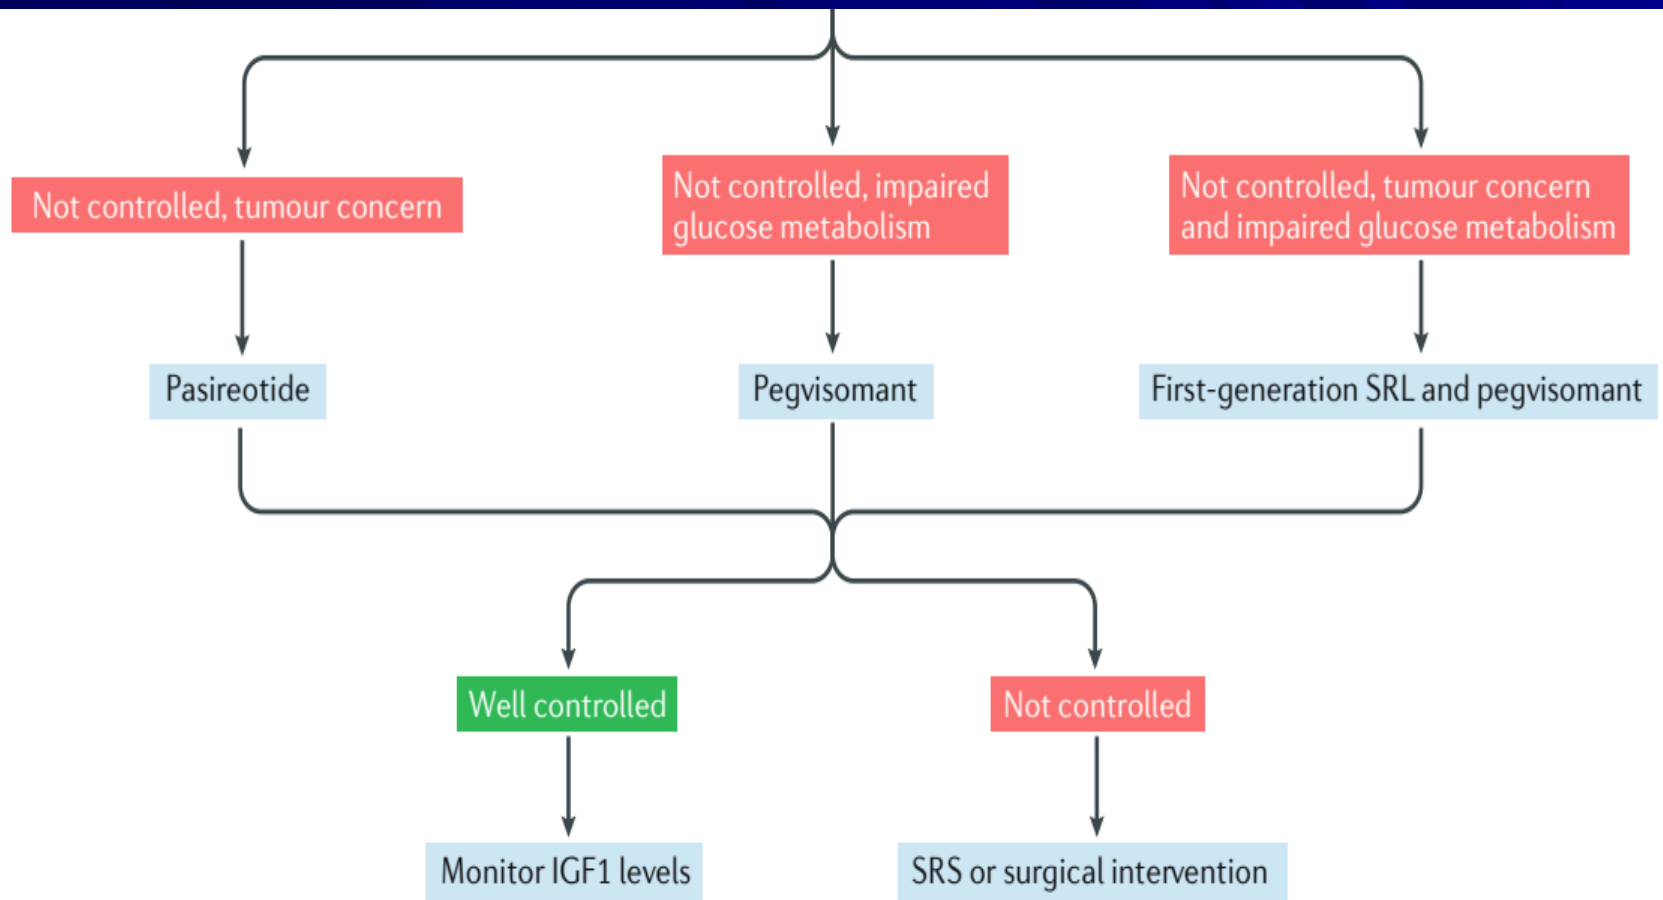 Not controlled, tumour concern
Not controlled, impaired
glucose metabolism
Not controlled, tumour concern
and impaired glucose metabolism
Pasireotide
Pegvisomant
First-generation SRL and pegvisomant
Well controlled
Not controlled
Monitor IGF1 levels
SRS or surgical intervention